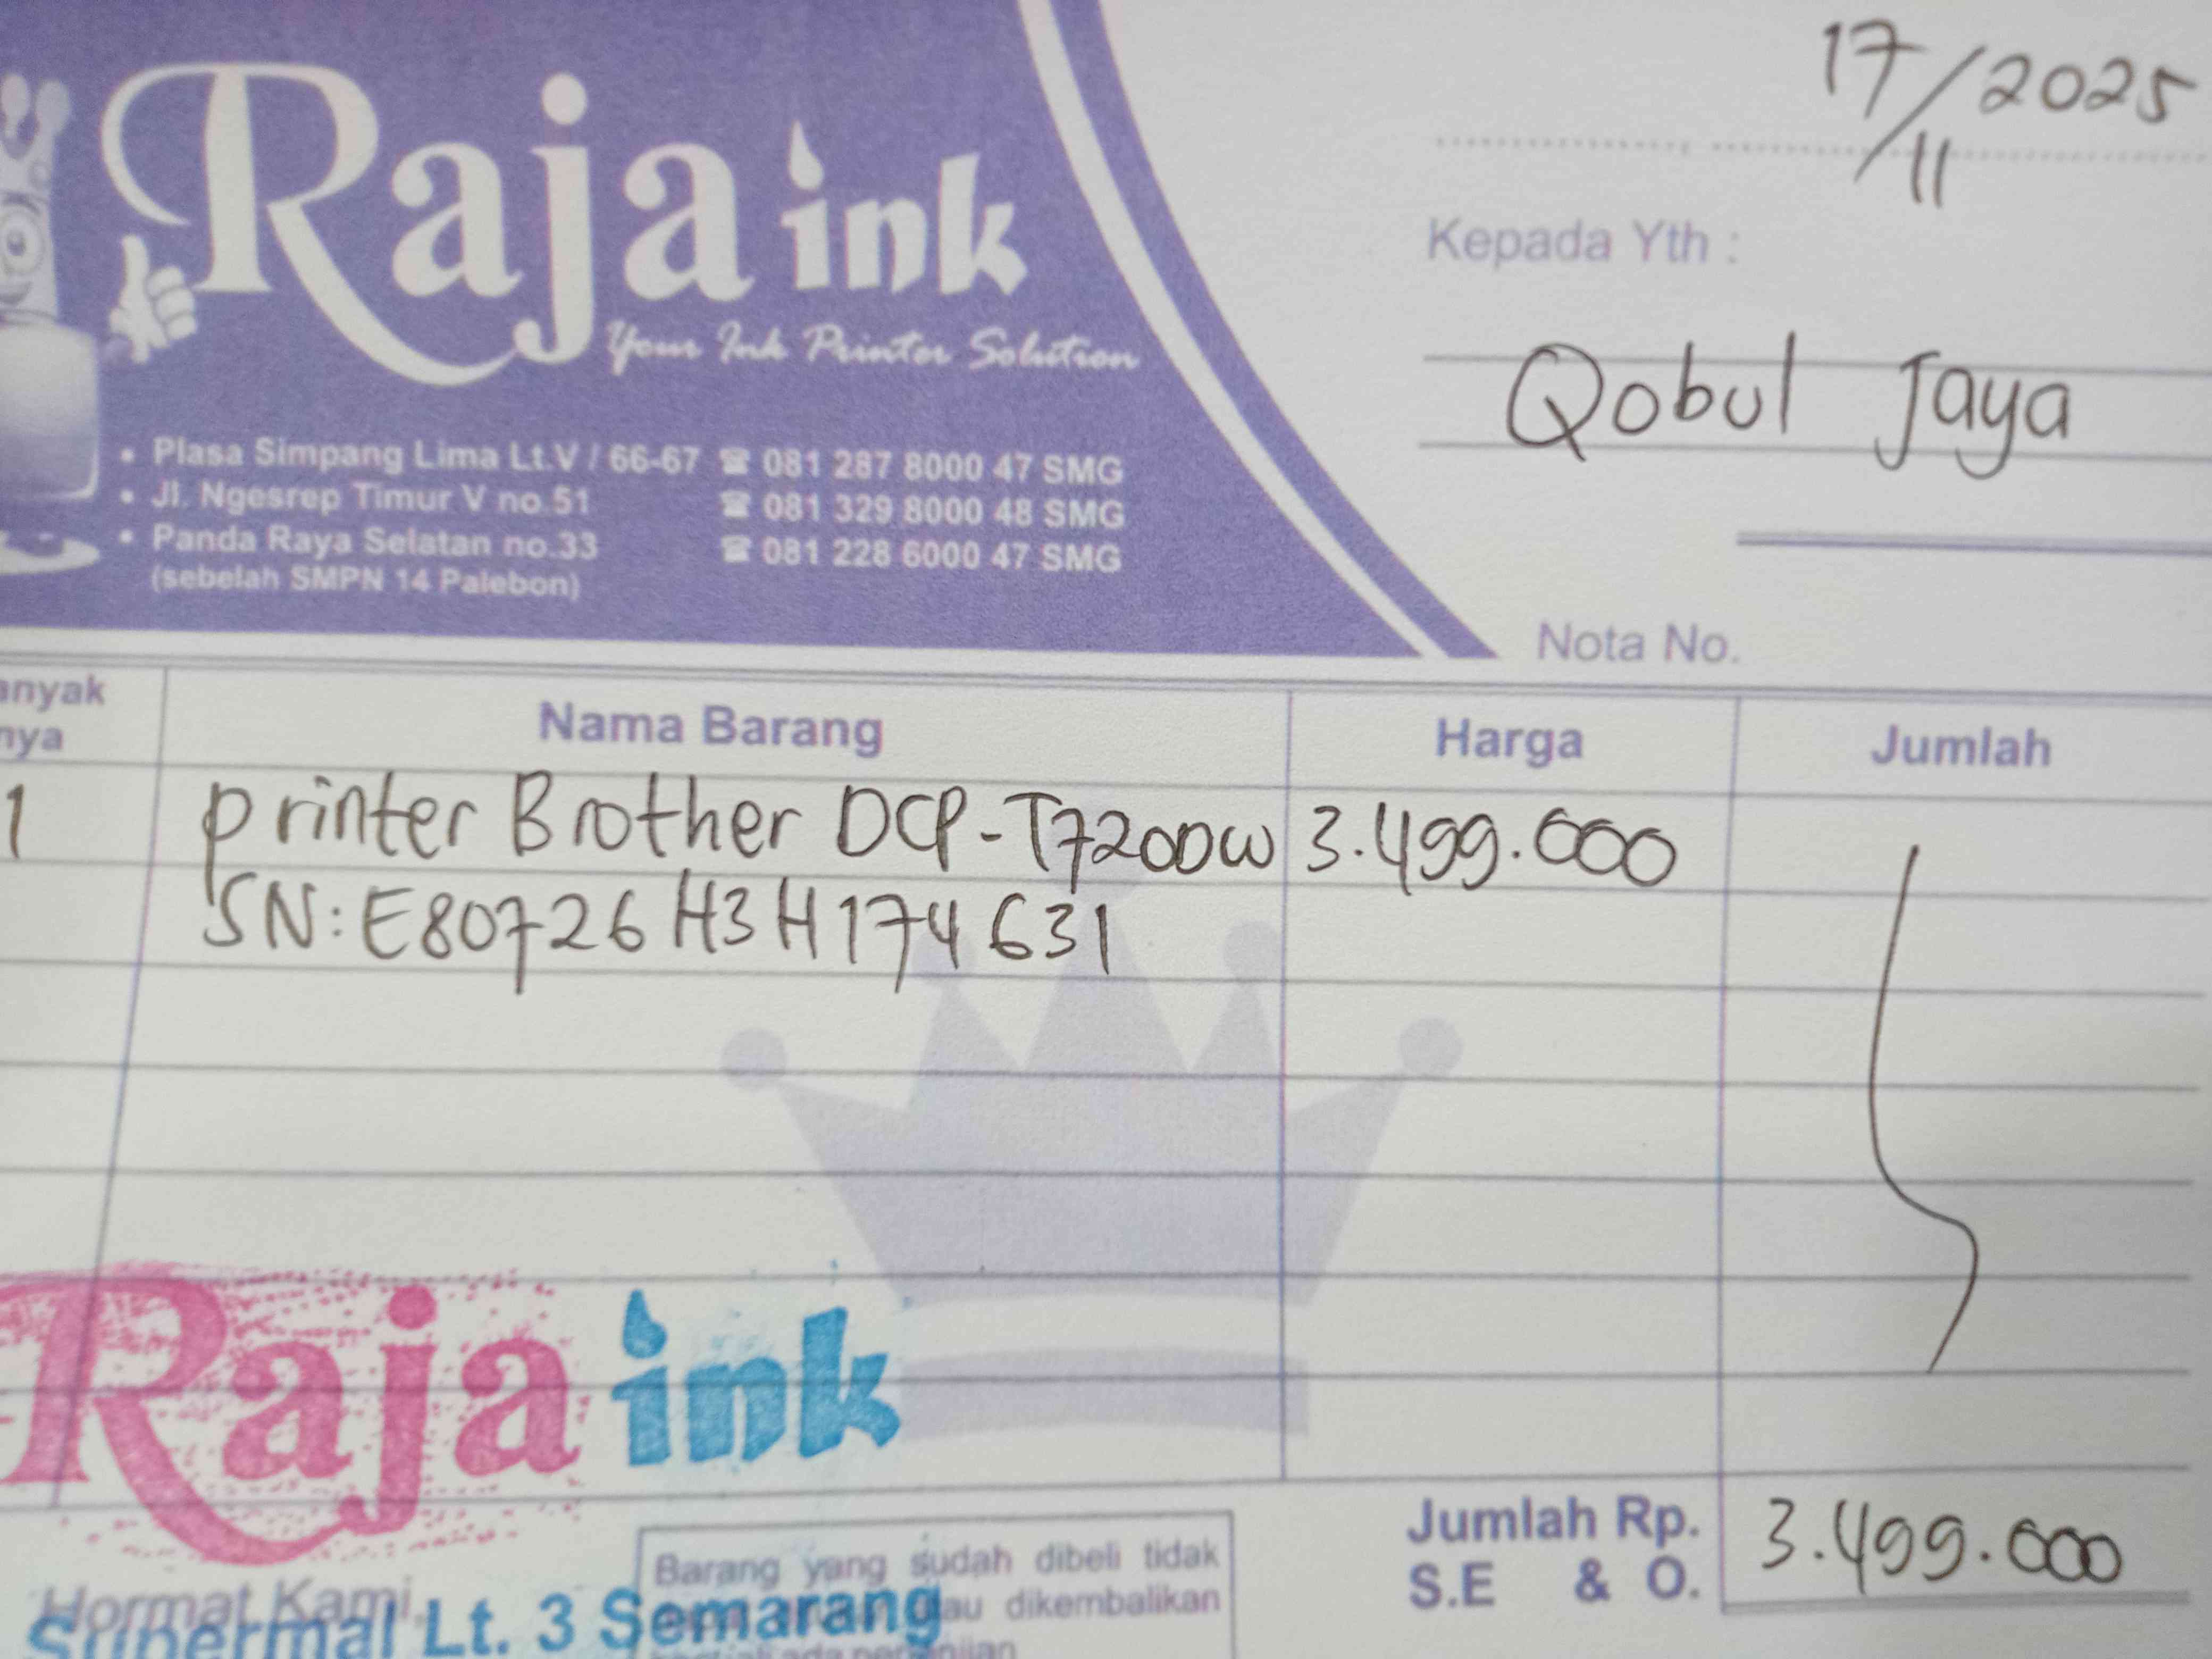 Raja ink
Your Ink Printer Solution
• Plasa Simpang Lima Lt.V / 66-67 ☎ 081 287 8000 47 SMG
• Jl. Ngesrep Timur V no.51 ☎ 081 329 8000 48 SMG
• Panda Raya Selatan no.33 ☎ 081 228 6000 47 SMG
(sebelah SMPN 14 Palebon)
17/11/2025
Kepada Yth :
Qobul Jaya
Nota No.
anyak
nya
Nama Barang
Harga
Jumlah
1 printer Brother DCP-T720DW 3.499.000
SN: E80726H3H174631
Raja ink
Supermal Lt. 3 Semarang
Hormat Kami,
Barang yang sudah dibeli tidak
au dikembalikan
Jumlah Rp. 3.499.000
S.E & O.